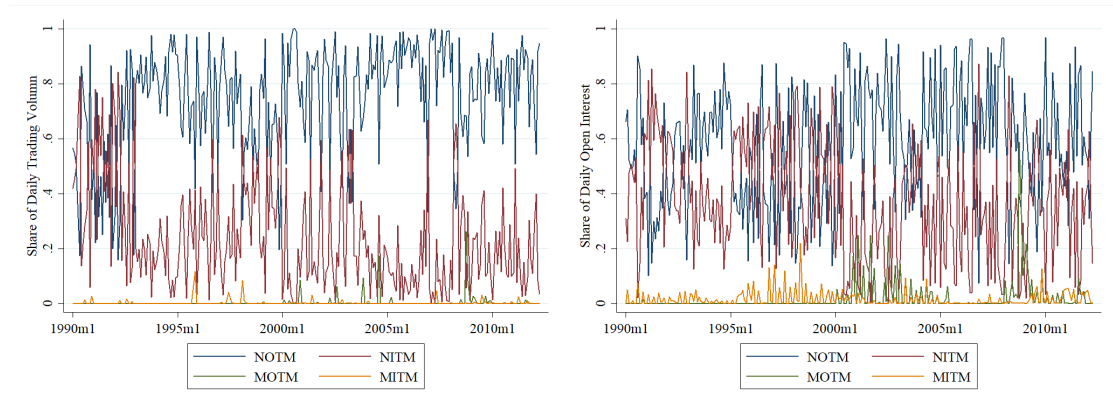 Share of Daily Trading Volume
1
.8
.6
.4
.2
0
1990m1 1995m1 2000m1 2005m1 2010m1
NOTM NITM
MOTM MITM
Share of Daily Open Interest
1
.8
.6
.4
.2
0
1990m1 1995m1 2000m1 2005m1 2010m1
NOTM NITM
MOTM MITM